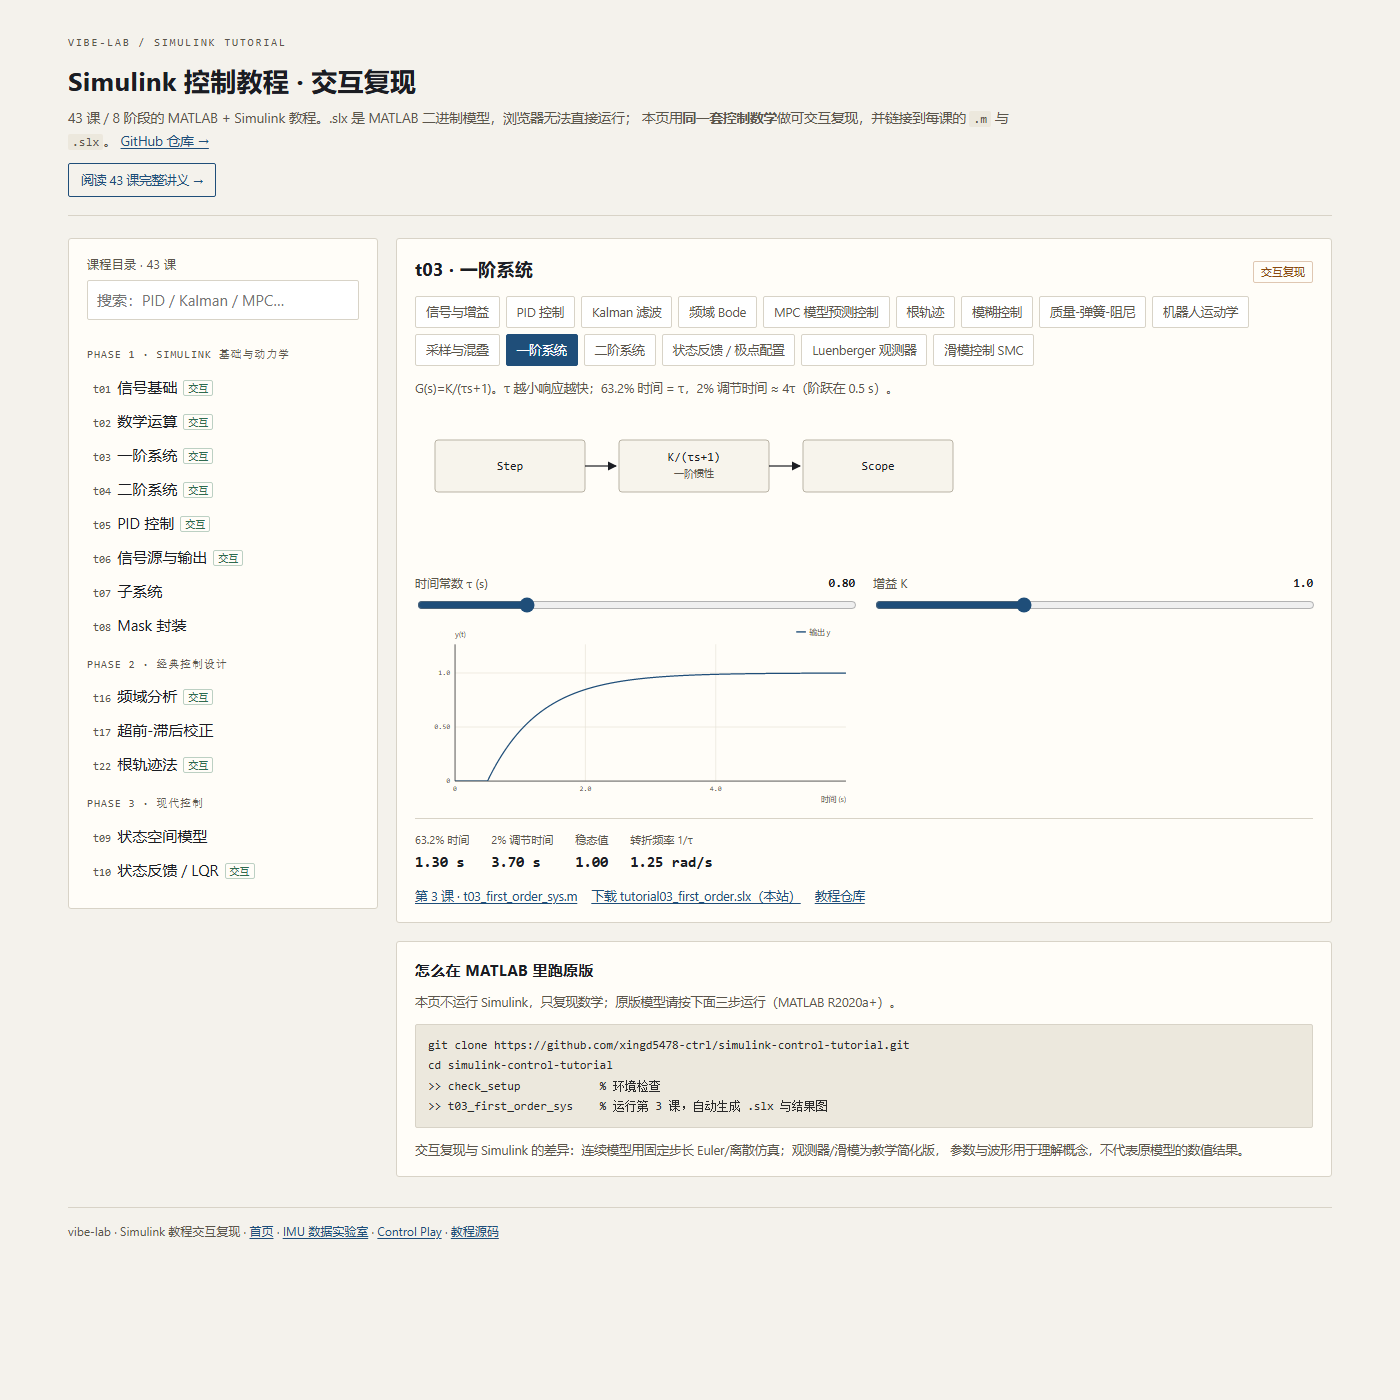 VIBE-LAB / SIMULINK TUTORIAL
Simulink 控制教程 · 交互复现
43 课 / 8 阶段的 MATLAB + Simulink 教程。.slx 是 MATLAB 二进制模型，浏览器无法直接运行； 本页用同一套控制数学做可交互复现，并链接到每课的 .m 与
.slx 。 GitHub 仓库 →
阅读 43 课完整讲义 →
课程目录 · 43 课
搜索：PID / Kalman / MPC...
PHASE 1 · SIMULINK 基础与动力学
t01 信号基础 交互
t02 数学运算 交互
t03 一阶系统 交互
t04 二阶系统 交互
t05 PID 控制 交互
t06 信号源与输出 交互
t07 子系统
t08 Mask 封装
PHASE 2 · 经典控制设计
t16 频域分析 交互
t17 超前-滞后校正
t22 根轨迹法 交互
PHASE 3 · 现代控制
t09 状态空间模型
t10 状态反馈 / LQR 交互
t03 · 一阶系统
交互复现
信号与增益 PID 控制 Kalman 滤波 频域 Bode MPC 模型预测控制 根轨迹 模糊控制 质量-弹簧-阻尼 机器人运动学
采样与混叠 一阶系统 二阶系统 状态反馈 / 极点配置 Luenberger 观测器 滑模控制 SMC
G(s)=K/(τs+1)。τ 越小响应越快；63.2% 时间 = τ，2% 调节时间 ≈ 4τ（阶跃在 0.5 s）。
Step
K/(τs+1)
一阶惯性
Scope
时间常数 τ (s) 0.80
增益 K 1.0
y(t)
输出 y
1.0
0.50
0
0 2.0 4.0
时间 (s)
63.2% 时间 2% 调节时间 稳态值 转折频率 1/τ
1.30 s 3.70 s 1.00 1.25 rad/s
第 3 课 · t03_first_order_sys.m 下载 tutorial03_first_order.slx（本站） 教程仓库
怎么在 MATLAB 里跑原版
本页不运行 Simulink，只复现数学；原版模型请按下面三步运行（MATLAB R2020a+）。
git clone https://github.com/xingd5478-ctrl/simulink-control-tutorial.git
cd simulink-control-tutorial
>> check_setup % 环境检查
>> t03_first_order_sys % 运行第 3 课，自动生成 .slx 与结果图
交互复现与 Simulink 的差异：连续模型用固定步长 Euler/离散仿真；观测器/滑模为教学简化版， 参数与波形用于理解概念，不代表原模型的数值结果。
vibe-lab · Simulink 教程交互复现 · 首页 · IMU 数据实验室 · Control Play · 教程源码